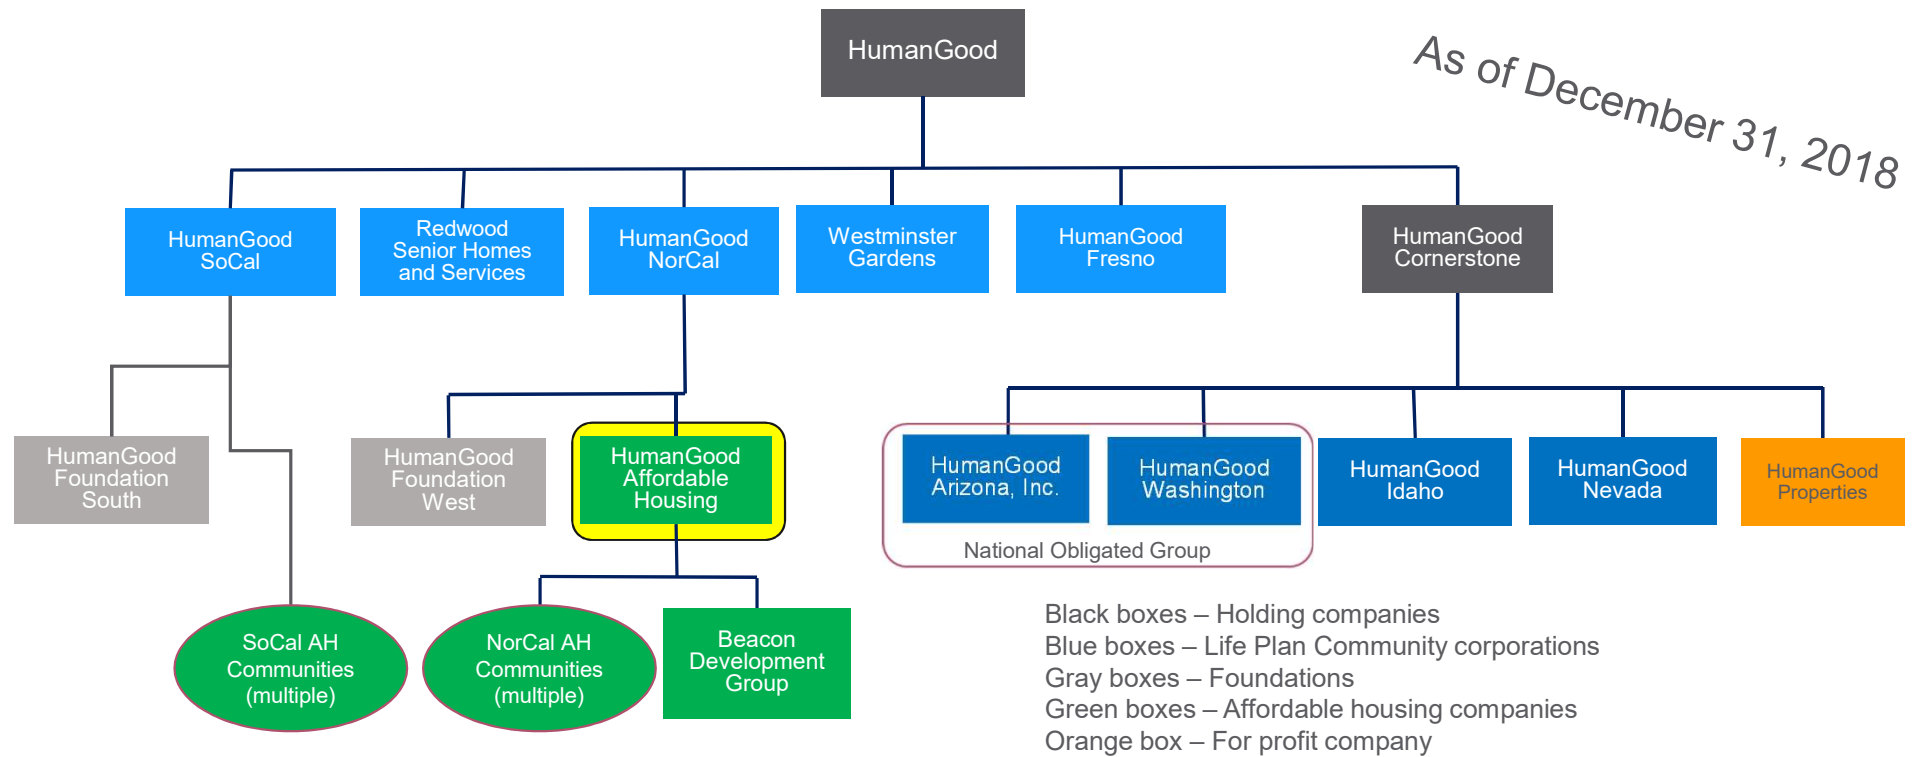 HumanGood
As of December 31, 2018
HumanGood
SoCal
Redwood
Senior Homes
and Services
HumanGood
NorCal
Westminster
Gardens
HumanGood
Fresno
HumanGood
Cornerstone
HumanGood
Foundation
South
HumanGood
Foundation
West
HumanGood
Affordable
Housing
HumanGood
Arizona, Inc.
HumanGood
Washington
National Obligated Group
HumanGood
Idaho
HumanGood
Nevada
HumanGood
Properties
SoCal AH
Communities
(multiple)
NorCal AH
Communities
(multiple)
Beacon
Development
Group
Black boxes – Holding companies
Blue boxes – Life Plan Community corporations
Gray boxes – Foundations
Green boxes – Affordable housing companies
Orange box – For profit company